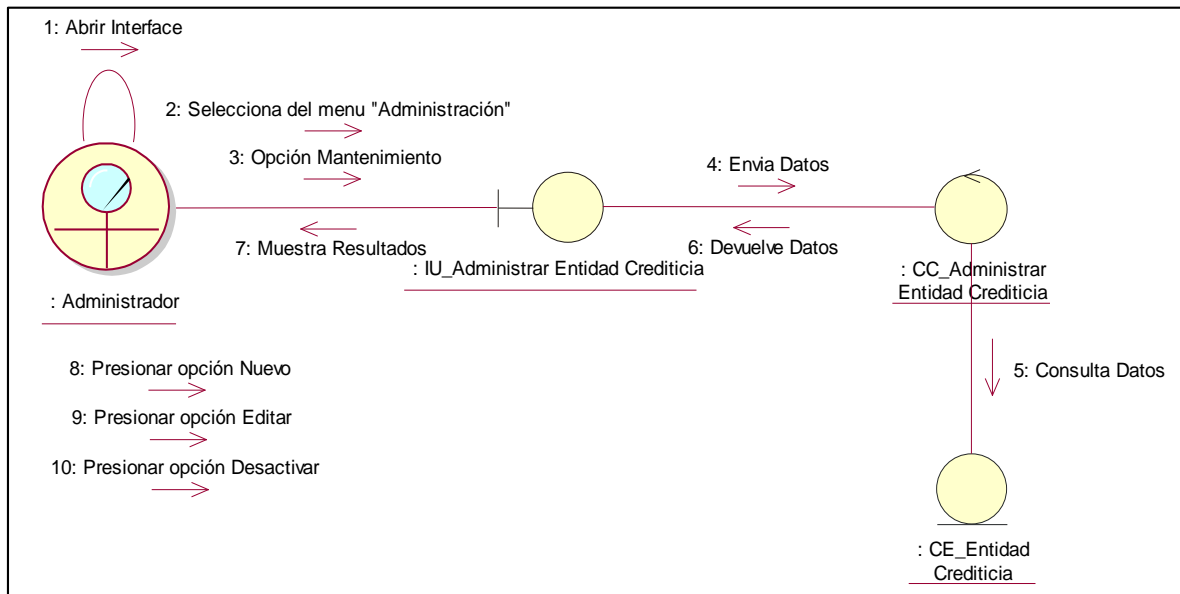 1: Abrir Interface
2: Selecciona del menu "Administración"
3: Opción Mantenimiento
4: Envia Datos
7: Muestra Resultados
6: Devuelve Datos
: IU_Administrar Entidad Crediticia
: CC_Administrar
Entidad Crediticia
: Administrador
8: Presionar opción Nuevo
5: Consulta Datos
9: Presionar opción Editar
10: Presionar opción Desactivar
: CE_Entidad
Crediticia